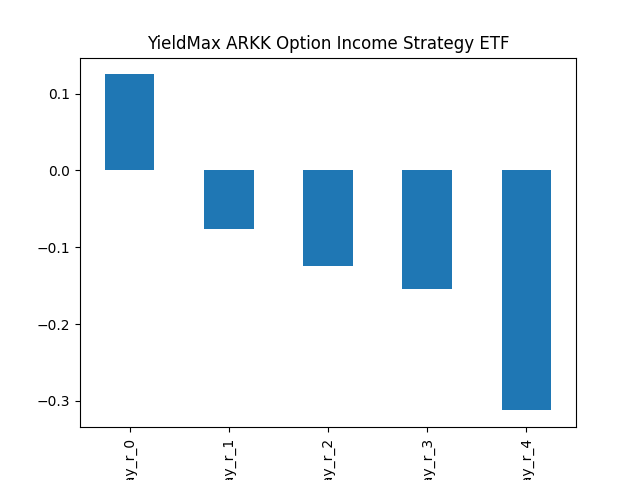 YieldMax ARKK Option Income Strategy ETF
0.1
0.0
−0.1
−0.2
−0.3
ay_r_0
ay_r_1
ay_r_2
ay_r_3
ay_r_4